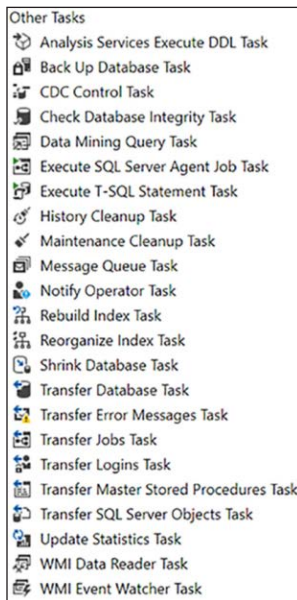 Other Tasks
Analysis Services Execute DDL Task
Back Up Database Task
CDC Control Task
Check Database Integrity Task
Data Mining Query Task
Execute SQL Server Agent Job Task
Execute T-SQL Statement Task
History Cleanup Task
Maintenance Cleanup Task
Message Queue Task
Notify Operator Task
Rebuild Index Task
Reorganize Index Task
Shrink Database Task
Transfer Database Task
Transfer Error Messages Task
Transfer Jobs Task
Transfer Logins Task
Transfer Master Stored Procedures Task
Transfer SQL Server Objects Task
Update Statistics Task
WMI Data Reader Task
WMI Event Watcher Task